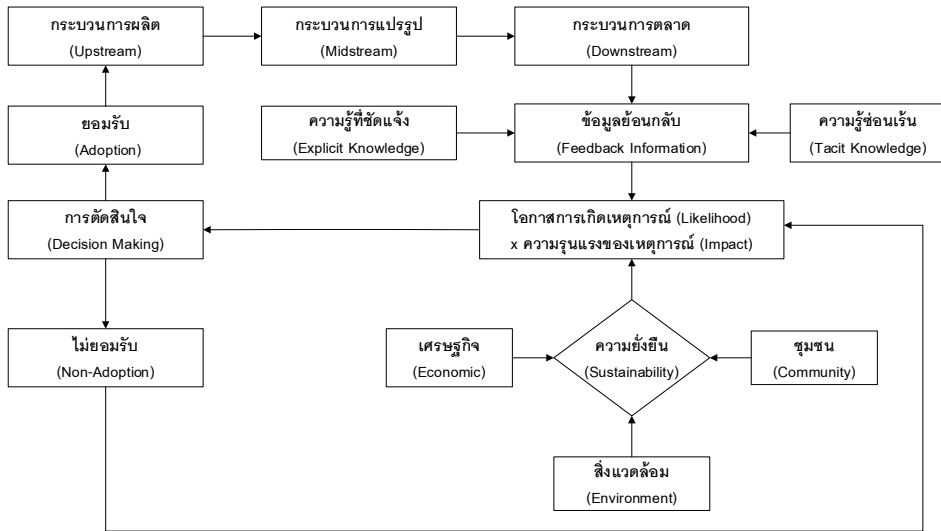 กระบวนการผลิต
(Upstream)
กระบวนการแปรรูป
(Midstream)
กระบวนการตลาด
(Downstream)
ยอมรับ
(Adoption)
ความรู้ที่ชัดแจ้ง
(Explicit Knowledge)
ข้อมูลย้อนกลับ
(Feedback Information)
ความรู้ซ่อนเร้น
(Tacit Knowledge)
การตัดสินใจ
(Decision Making)
โอกาสการเกิดเหตุการณ์ (Likelihood)
x ความรุนแรงของเหตุการณ์ (Impact)
ไม่ยอมรับ
(Non-Adoption)
เศรษฐกิจ
(Economic)
ความยั่งยืน
(Sustainability)
ชุมชน
(Community)
สิ่งแวดล้อม
(Environment)